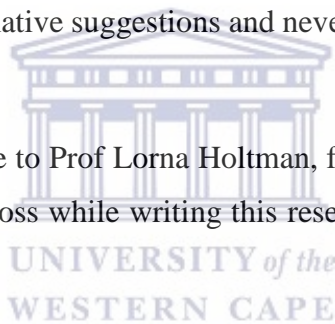 ative suggestions and neve
e to Prof Lorna Holtman, f
oss while writing this rese
UNIVERSITY of the
WESTERN CAPE